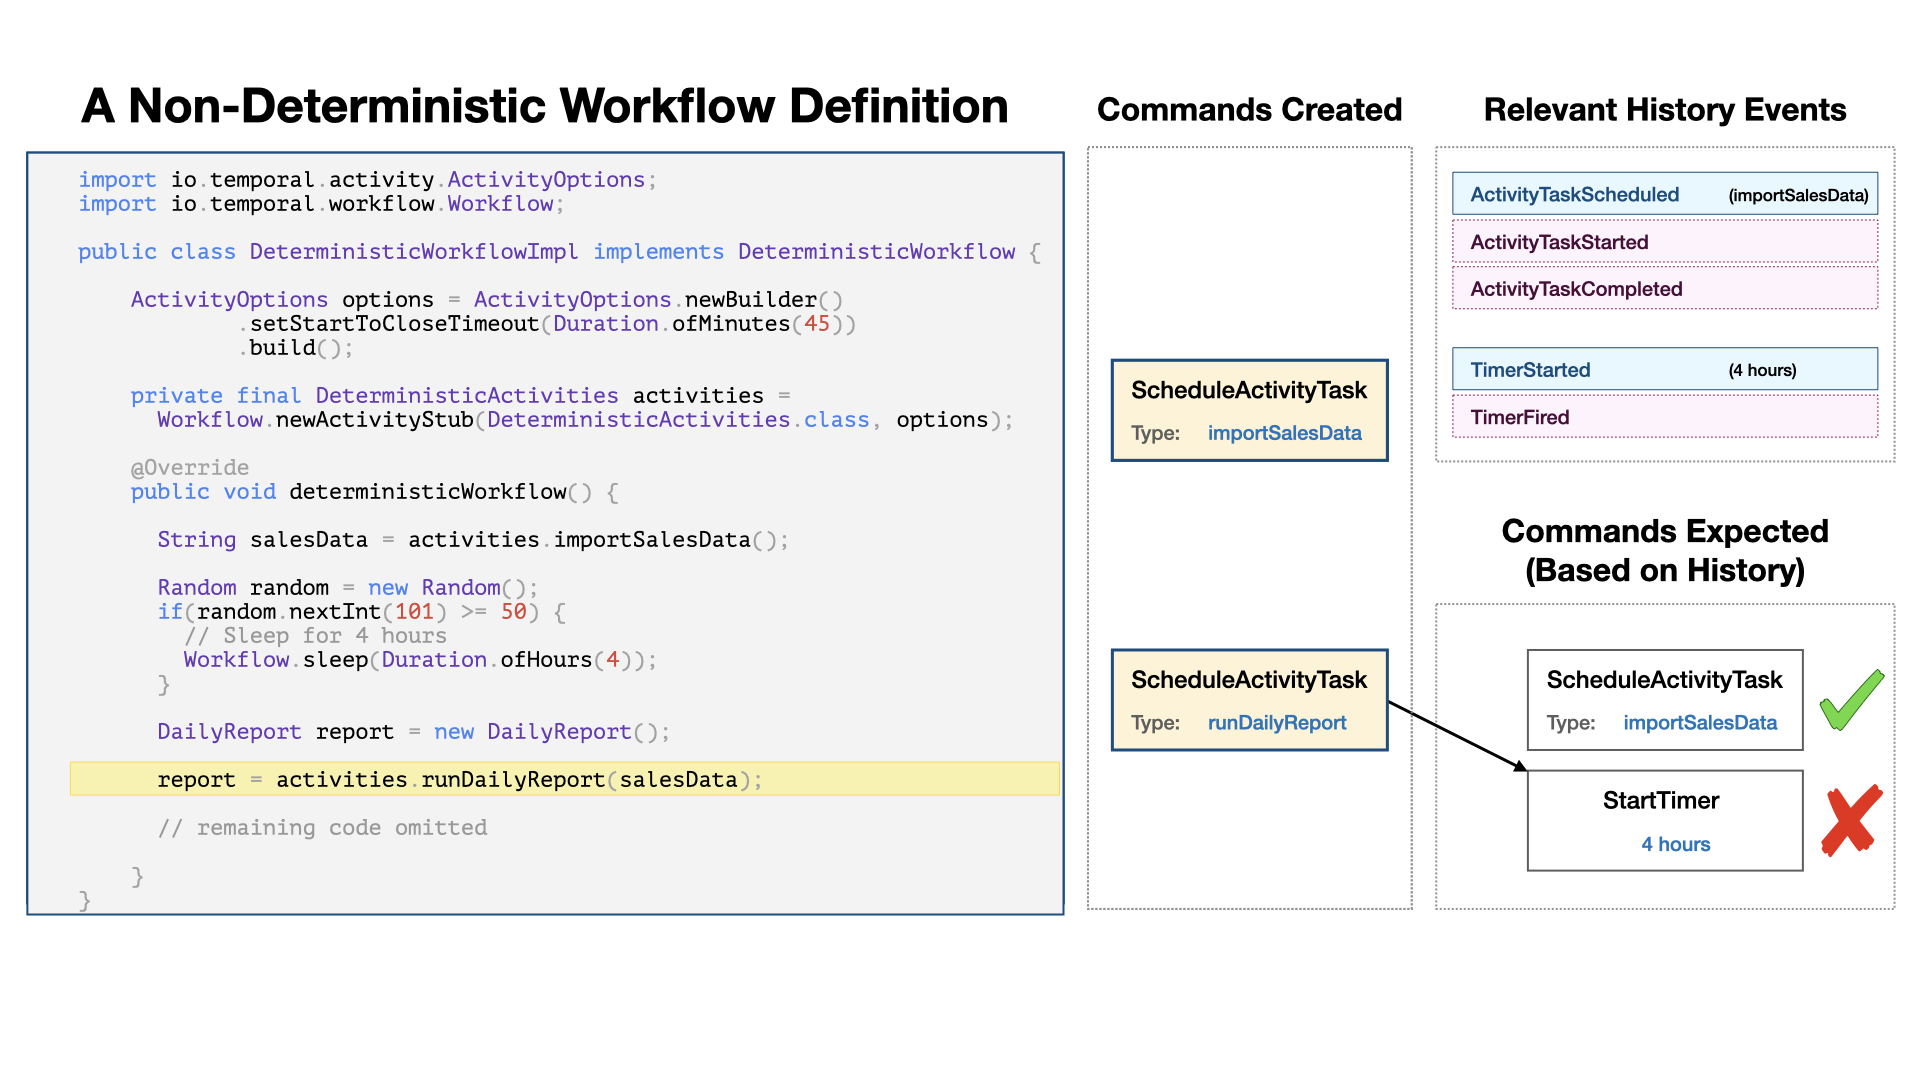 A Non-Deterministic Workflow Definition
import io.temporal.activity.ActivityOptions;
import io.temporal.workflow.Workflow;
public class DeterministicWorkflowImpl implements DeterministicWorkflow {
ActivityOptions options = ActivityOptions.newBuilder()
.setStartToCloseTimeout(Duration.ofMinutes(45))
.build();
private final DeterministicActivities activities =
Workflow.newActivityStub(DeterministicActivities.class, options);
@Override
public void deterministicWorkflow() {
String salesData = activities.importSalesData();
Random random = new Random();
if(random.nextInt(101) >= 50) {
// Sleep for 4 hours
Workflow.sleep(Duration.ofHours(4));
}
DailyReport report = new DailyReport();
report = activities.runDailyReport(salesData);
// remaining code omitted
}
}
Commands Created
ScheduleActivityTask
Type: importSalesData
ScheduleActivityTask
Type: runDailyReport
Relevant History Events
ActivityTaskScheduled (importSalesData)
ActivityTaskStarted
ActivityTaskCompleted
TimerStarted (4 hours)
TimerFired
Commands Expected
(Based on History)
ScheduleActivityTask
Type: importSalesData
StartTimer
4 hours